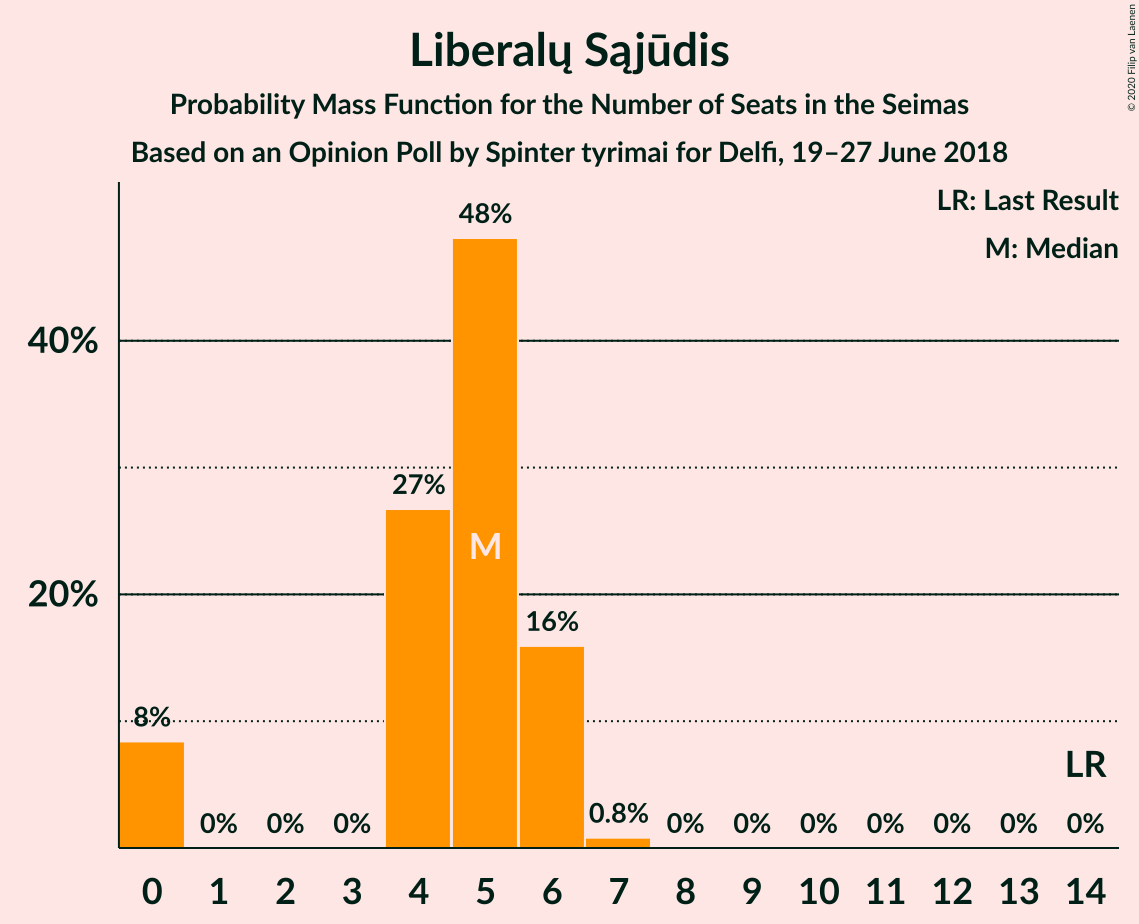 Liberalų Sąjūdis
Probability Mass Function for the Number of Seats in the Seimas
Based on an Opinion Poll by Spinter tyrimai for Delfi, 19–27 June 2018
© 2020 Filip van Laenen
LR: Last Result
M: Median
48%
40%
27%
M
20%
16%
8%
LR
0% 0% 0% 0.8% 0% 0% 0% 0% 0% 0% 0%
0 1 2 3 4 5 6 7 8 9 10 11 12 13 14